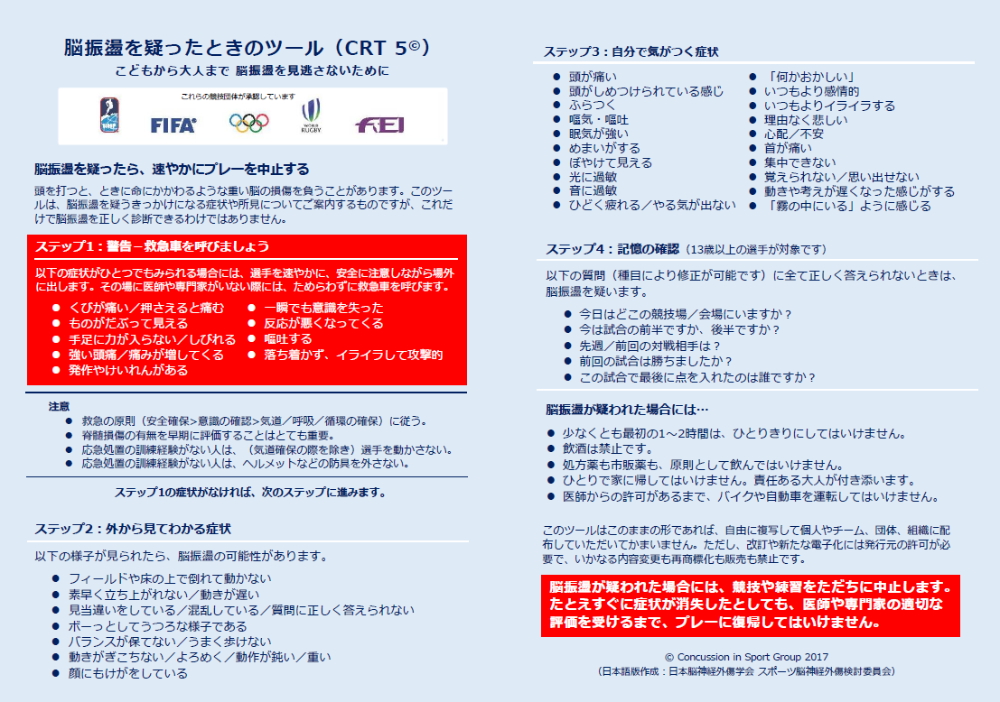 脳振盪を疑ったときのツール（CRT 5©）
こどもから大人まで 脳振盪を見逃さないために
これらの競技団体が承認しています
IIHF
FIFA®
WORLD
RUGBY
FEI
脳振盪を疑ったら、速やかにプレーを中止する
頭を打つと、ときに命にかかわるような重い脳の損傷を負うことがあります。このツー
ルは、脳振盪を疑うきっかけになる症状や所見についてご案内するものですが、これだ
けで脳振盪を正しく診断できるわけではありません。
ステップ1：警告－救急車を呼びましょう
以下の症状がひとつでもみられる場合には、選手を速やかに、安全に注意しながら場外
に出します。その場に医師や専門家がいない際には、ためらわずに救急車を呼びます。
● くびが痛い／押さえると痛む
● ものがだぶって見える
● 手足に力が入らない／しびれる
● 強い頭痛／痛みが増してくる
● 発作やけいれんがある
● 一瞬でも意識を失った
● 反応が悪くなってくる
● 嘔吐する
● 落ち着かず、イライラして攻撃的
注意
● 救急の原則（安全確保>意識の確認>気道／呼吸／循環の確保）に従う。
● 脊髄損傷の有無を早期に評価することはとても重要。
● 応急処置の訓練経験がない人は、（気道確保の際を除き）選手を動かさない。
● 応急処置の訓練経験がない人は、ヘルメットなどの防具を外さない。
ステップ1の症状がなければ、次のステップに進みます。
ステップ2：外から見てわかる症状
以下の様子が見られたら、脳振盪の可能性があります。
● フィールドや床の上で倒れて動かない
● 素早く立ち上がれない／動きが遅い
● 見当違いをしている／混乱している／質問に正しく答えられない
● ボーっとしてうつろな様子である
● バランスが保てない／うまく歩けない
● 動きがぎこちない／よろめく／動作が鈍い／重い
● 顔にもけがをしている
ステップ3：自分で気がつく症状
● 頭が痛い
● 頭がしめつけられている感じ
● ふらつく
● 嘔気・嘔吐
● 眠気が強い
● めまいがする
● ぼやけて見える
● 光に過敏
● 音に過敏
● ひどく疲れる／やる気が出ない
● 「何かおかしい」
● いつもより感情的
● いつもよりイライラする
● 理由なく悲しい
● 心配／不安
● 首が痛い
● 集中できない
● 覚えられない／思い出せない
● 動きや考えが遅くなった感じがする
● 「霧の中にいる」ように感じる
ステップ4：記憶の確認（13歳以上の選手が対象です）
以下の質問（種目により修正が可能です）に全て正しく答えられないときは、
脳振盪を疑います。
● 今日はどこの競技場／会場にいますか？
● 今は試合の前半ですか、後半ですか？
● 先週／前回の対戦相手は？
● 前回の試合は勝ちましたか？
● この試合で最後に点を入れたのは誰ですか？
脳振盪が疑われた場合には…
● 少なくとも最初の1～2時間は、ひとりきりにしてはいけません。
● 飲酒は禁止です。
● 処方薬も市販薬も、原則として飲んではいけません。
● ひとりで家に帰してはいけません。責任ある大人が付き添います。
● 医師からの許可があるまで、バイクや自動車を運転してはいけません。
このツールはこのままの形であれば、自由に複写して個人やチーム、団体、組織に配
布していただいてかまいません。ただし、改訂や新たな電子化には発行元の許可が必
要で、いかなる内容変更も再商標化も販売も禁止です。
脳振盪が疑われた場合には、競技や練習をただちに中止します。
たとえすぐに症状が消失したとしても、医師や専門家の適切な
評価を受けるまで、プレーに復帰してはいけません。
© Concussion in Sport Group 2017
（日本語版作成：日本脳神経外傷学会 スポーツ脳神経外傷検討委員会）